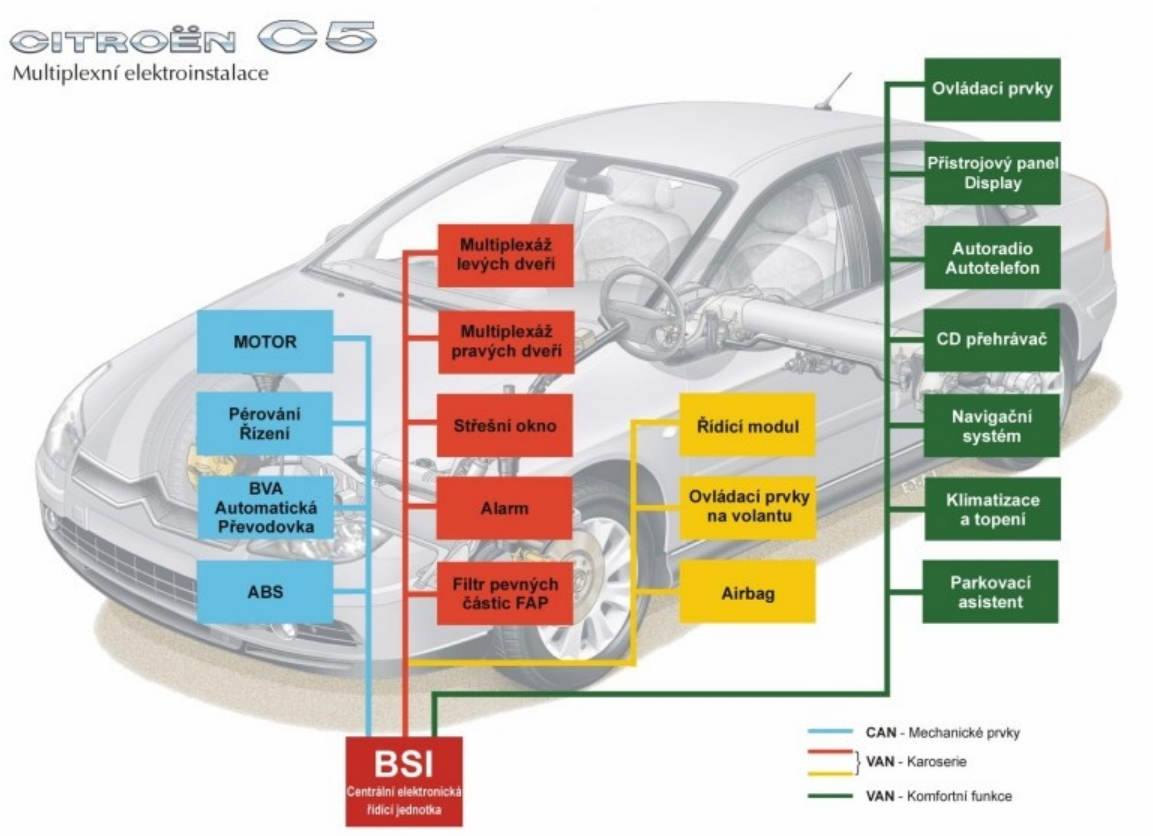 CITROËN C5
Multiplexní elektroinstalace
MOTOR
Pérování
Řízení
BVA
Automatická
Převodovka
ABS
Multiplexáž
levých dveří
Multiplexáž
pravých dveří
Střešní okno
Alarm
Filtr pevných
částic FAP
Řídící modul
Ovládací prvky
na volantu
Airbag
Ovládací prvky
Přístrojový panel
Display
Autoradio
Autotelefon
CD přehrávač
Navigační
systém
Klimatizace
a topení
Parkovací
asistent
BSI
Centrální elektronická
řídící jednotka
CAN - Mechanické prvky
VAN - Karoserie
VAN - Komfortní funkce